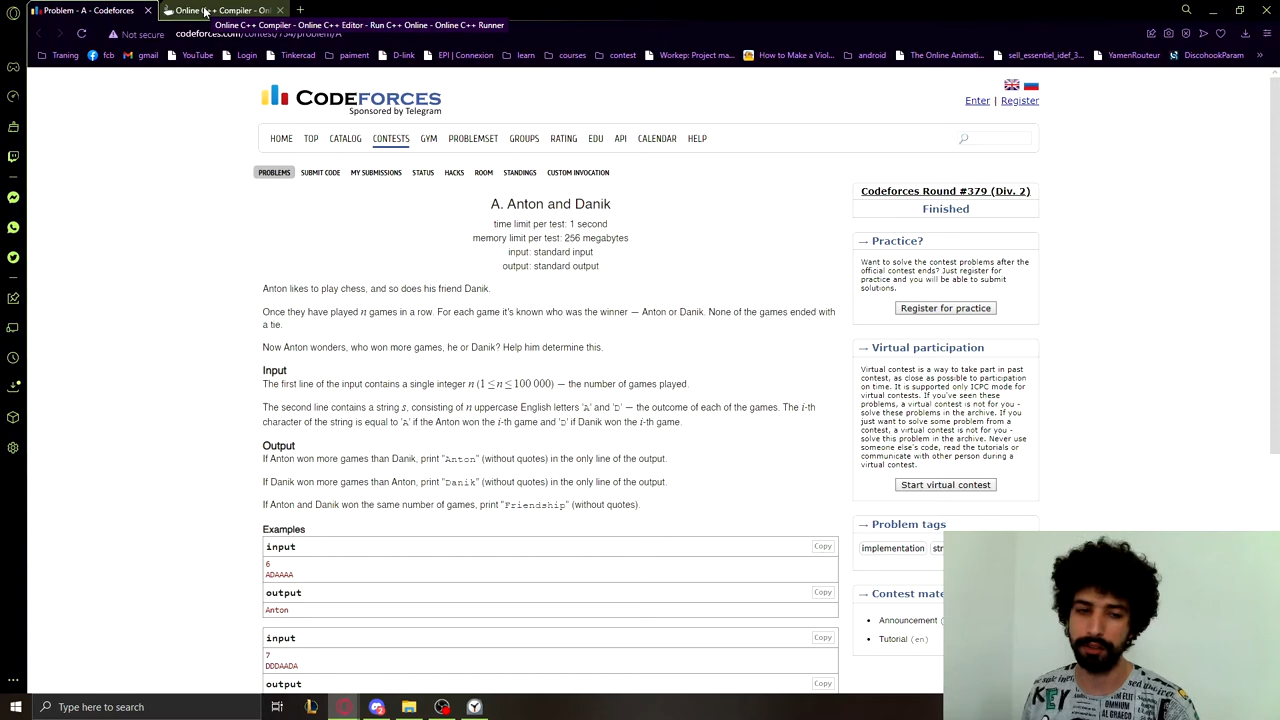 Problem - A - Codeforces
Online C++ Compiler - Onl
Online C++ Compiler - Online C++ Editor - Run C++ Online - Online C++ Runner
Not secure
Traning
fcb
gmail
YouTube
Login
Tinkercad
paiment
D-link
EPI | Connexion
Growth
learn
courses
contest
Workep: Project ma...
How to Make a Viol...
android
The Online Animati...
sell_essentiel_idef_3...
YamenRouteur
DiscohookParam
CODEFORCES
Sponsored by Telegram
Enter | Register
HOME TOP CATALOG CONTESTS GYM PROBLEMSET GROUPS RATING EDU API CALENDAR HELP
PROBLEMS SUBMIT CODE MY SUBMISSIONS STATUS HACKS ROOM STANDINGS CUSTOM INVOCATION
A. Anton and Danik
time limit per test: 1 second
memory limit per test: 256 megabytes
input: standard input
output: standard output
Anton likes to play chess, and so does his friend Danik.
Once they have played n games in a row. For each game it's known who was the winner — Anton or Danik. None of the games ended with
a tie.
Now Anton wonders, who won more games, he or Danik? Help him determine this.
Input
The first line of the input contains a single integer n (1 ≤ n ≤ 100 000) — the number of games played.
The second line contains a string s, consisting of n uppercase English letters 'A' and 'D' — the outcome of each of the games. The i-th
character of the string is equal to 'A' if the Anton won the i-th game and 'D' if Danik won the i-th game.
Output
If Anton won more games than Danik, print "Anton" (without quotes) in the only line of the output.
If Danik won more games than Anton, print "Danik" (without quotes) in the only line of the output.
If Anton and Danik won the same number of games, print "Friendship" (without quotes).
Examples
input
Copy
6
ADAAAA
output
Copy
Anton
input
Copy
7
DDDAADA
output
Copy
Codeforces Round #379 (Div. 2)
Finished
→ Practice?
Want to solve the contest problems after the
official contest ends? Just register for
practice and you will be able to submit
solutions.
Register for practice
→ Virtual participation
Virtual contest is a way to take part in past
contest, as close as possible to participation
on time. It is supported only ICPC mode for
virtual contests. If you've seen these
problems, a virtual contest is not for you -
solve these problems in the archive. If you
just want to solve some problem from a
contest, a virtual contest is not for you -
solve this problem in the archive. Never use
someone else's code, read the tutorials or
communicate with other person during a
virtual contest.
Start virtual contest
→ Problem tags
implementation
str
→ Contest mate
Announcement
Tutorial (en)
Type here to search
KEY